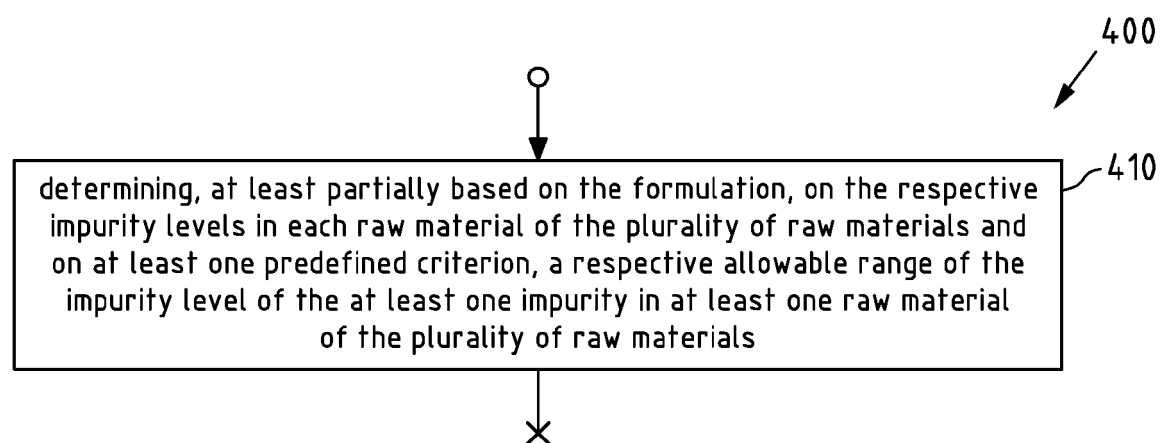 400
410
determining, at least partially based on the formulation, on the respective
impurity levels in each raw material of the plurality of raw materials and
on at least one predefined criterion, a respective allowable range of the
impurity level of the at least one impurity in at least one raw material
of the plurality of raw materials